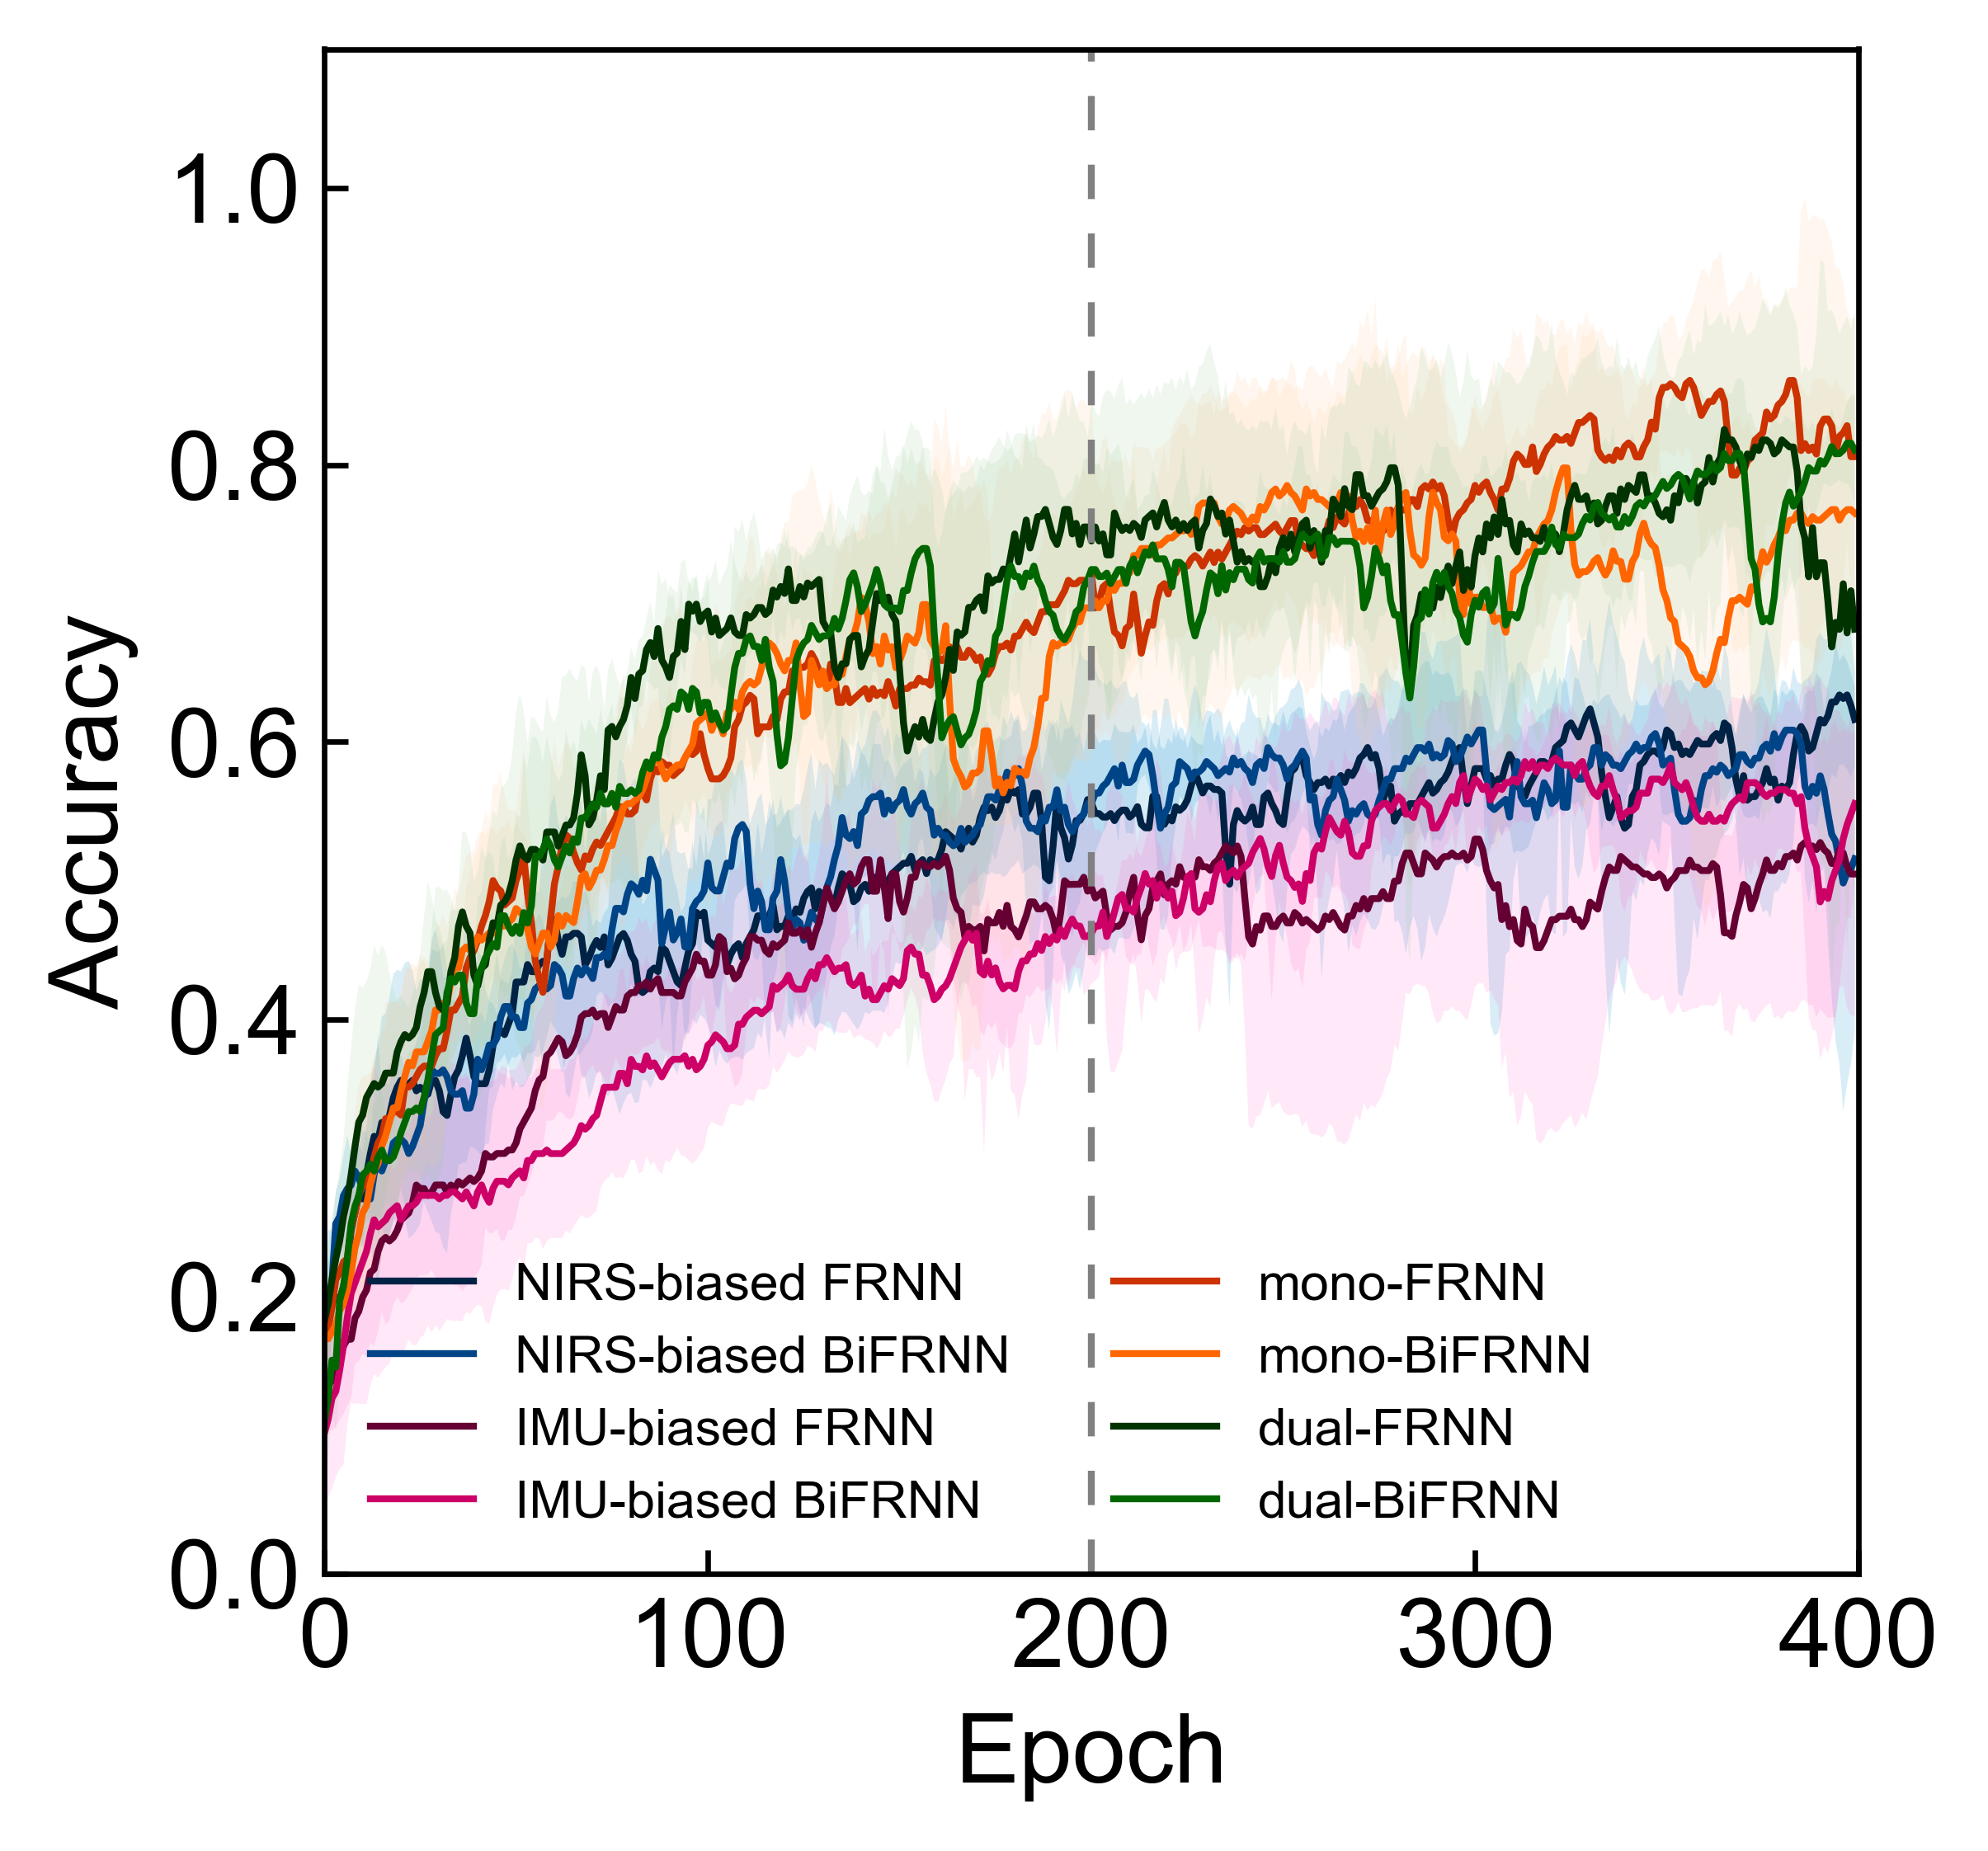 Accuracy
1.0
0.8
0.6
0.4
0.2
0.0
NIRS-biased FRNN
NIRS-biased BiFRNN
IMU-biased FRNN
IMU-biased BiFRNN
mono-FRNN
mono-BiFRNN
dual-FRNN
dual-BiFRNN
0 100 200 300 400
Epoch